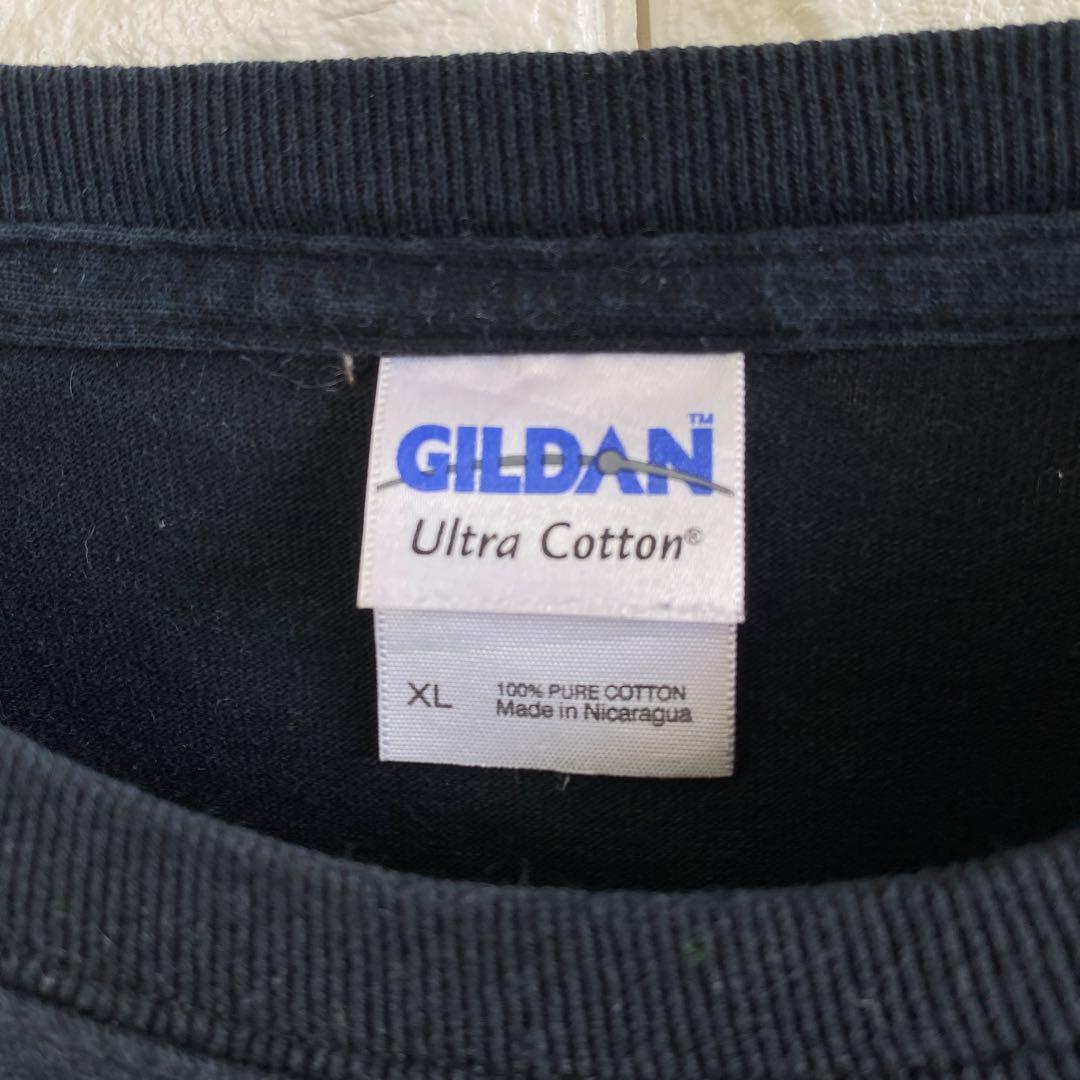 GILDAN™
Ultra Cotton®
XL
100% PURE COTTON
Made in Nicaragua